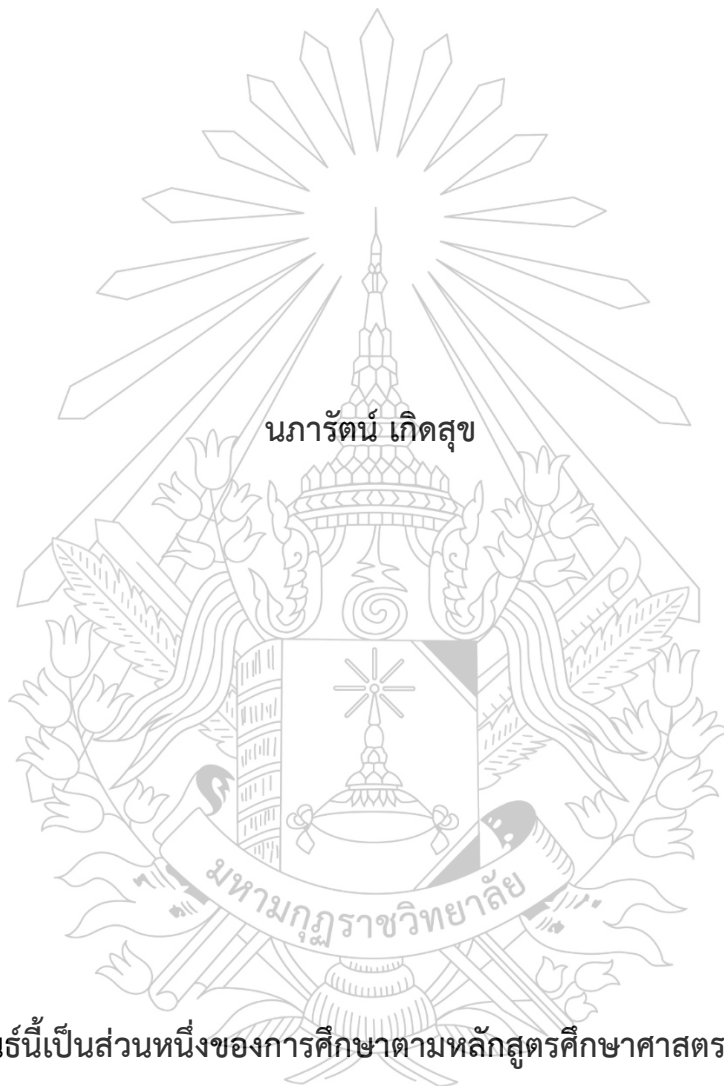 นภารัตน์ เกิดสุข
มหามกุฏราชวิทยาลัย
นี้เป็นส่วนหนึ่งของการศึกษาตามหลักสูตรศึกษาศาสตร